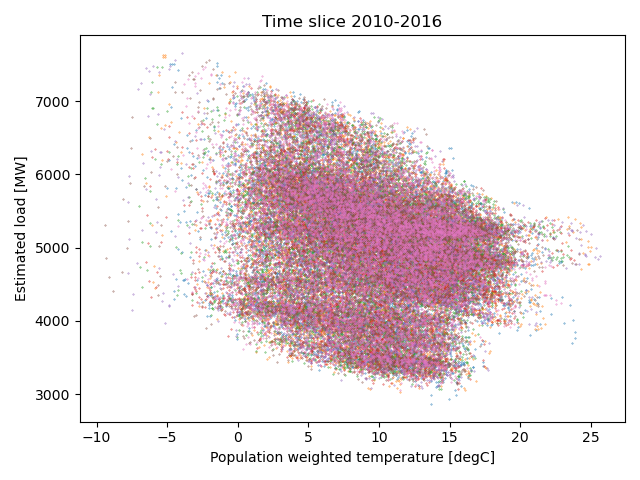 Time slice 2010-2016
Estimated load [MW]
7000
6000
5000
4000
3000
−10 −5 0 5 10 15 20 25
Population weighted temperature [degC]